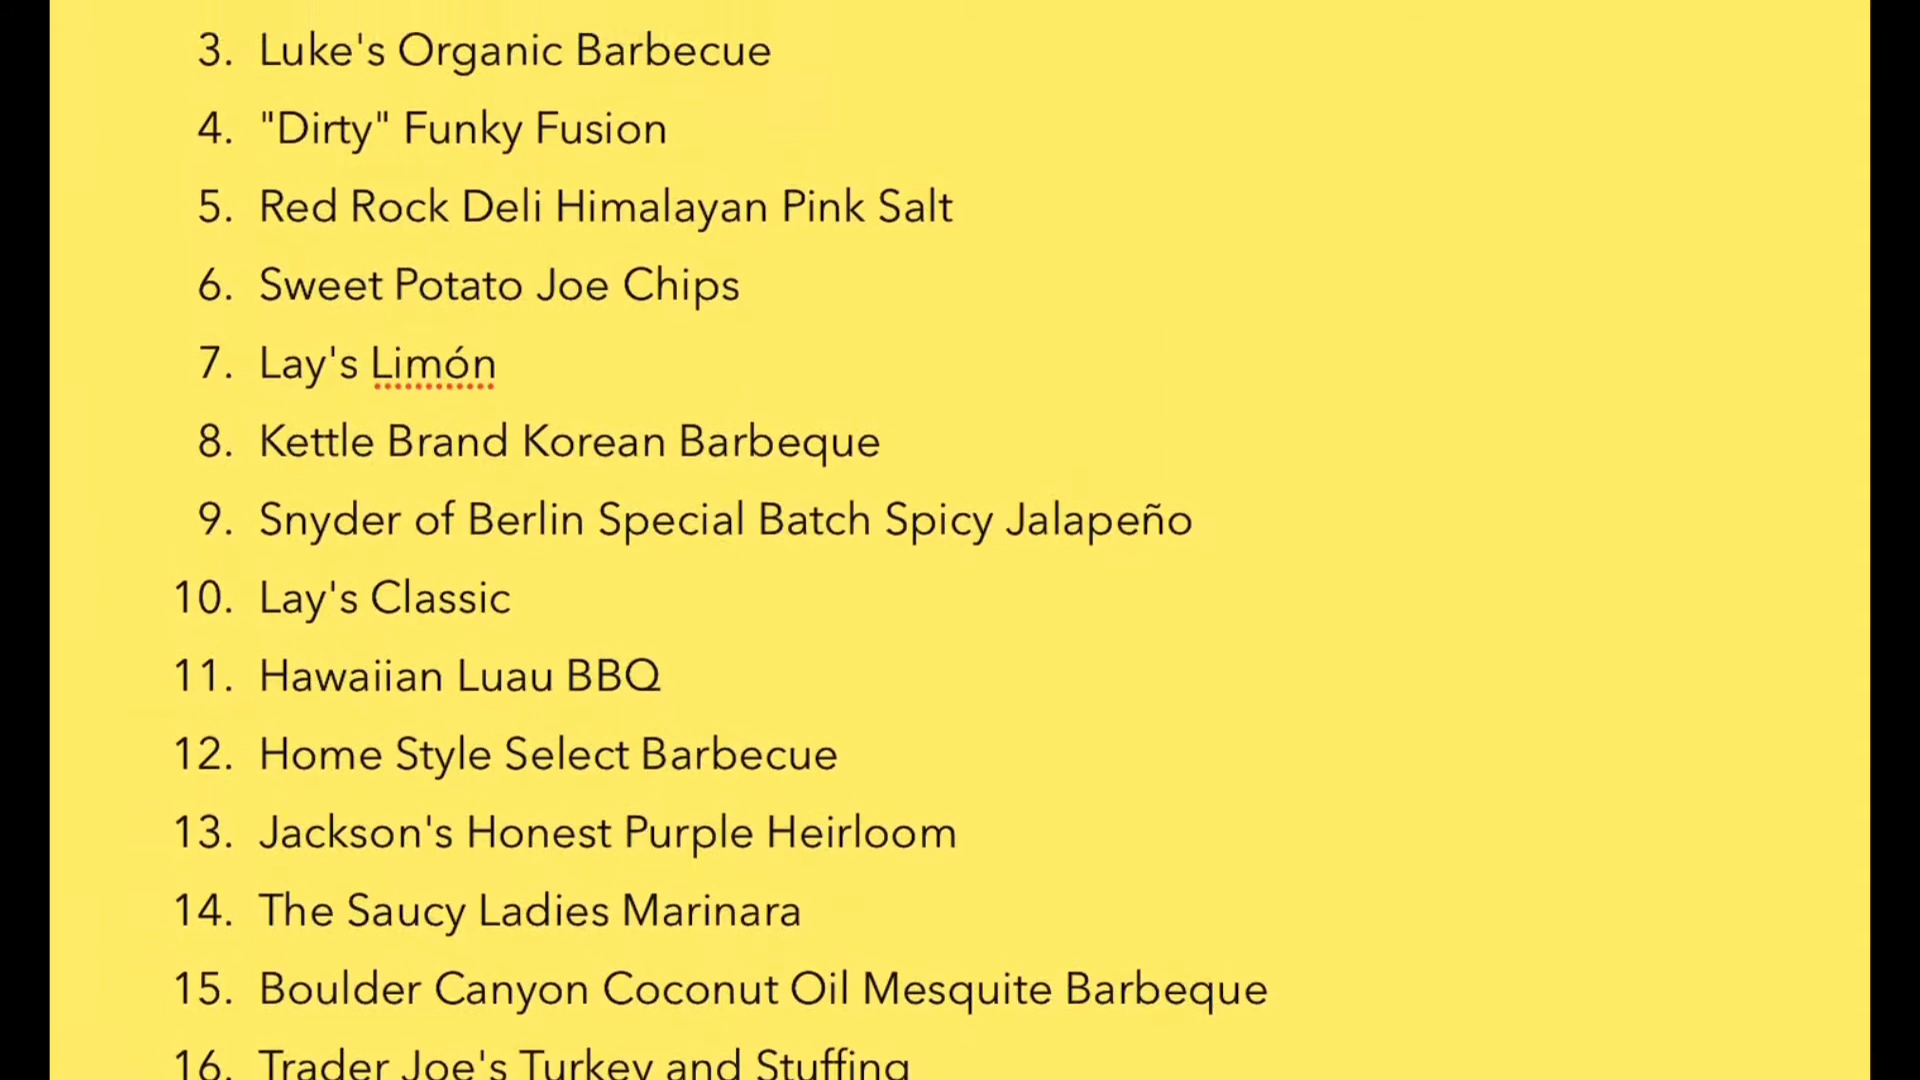 3. Luke's Organic Barbecue
4. "Dirty" Funky Fusion
5. Red Rock Deli Himalayan Pink Salt
6. Sweet Potato Joe Chips
7. Lay's Limón
8. Kettle Brand Korean Barbeque
9. Snyder of Berlin Special Batch Spicy Jalapeño
10. Lay's Classic
11. Hawaiian Luau BBQ
12. Home Style Select Barbecue
13. Jackson's Honest Purple Heirloom
14. The Saucy Ladies Marinara
15. Boulder Canyon Coconut Oil Mesquite Barbeque
16. Trader Joe's Turkey and Stuffing